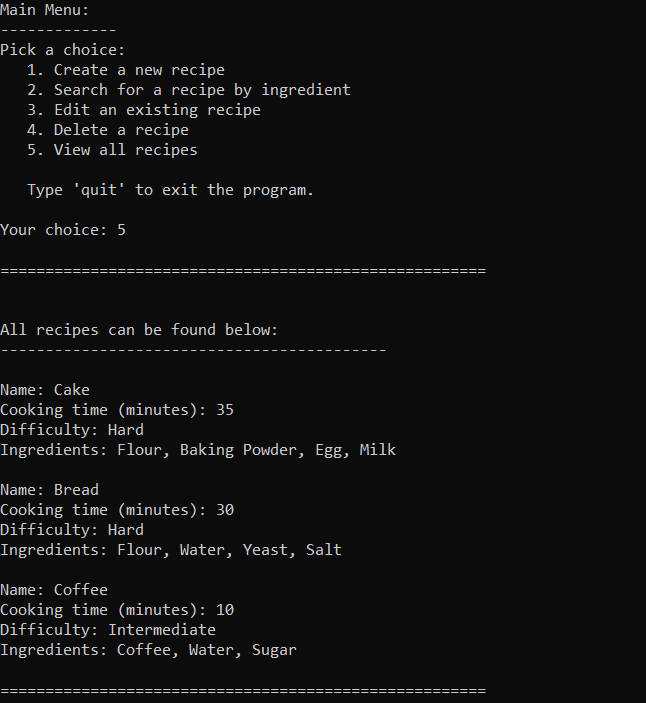 Main Menu:
-------------
Pick a choice:
   1. Create a new recipe
   2. Search for a recipe by ingredient
   3. Edit an existing recipe
   4. Delete a recipe
   5. View all recipes

   Type 'quit' to exit the program.

Your choice: 5

======================================================

All recipes can be found below:
-------------------------------------------

Name: Cake
Cooking time (minutes): 35
Difficulty: Hard
Ingredients: Flour, Baking Powder, Egg, Milk

Name: Bread
Cooking time (minutes): 30
Difficulty: Hard
Ingredients: Flour, Water, Yeast, Salt

Name: Coffee
Cooking time (minutes): 10
Difficulty: Intermediate
Ingredients: Coffee, Water, Sugar

======================================================